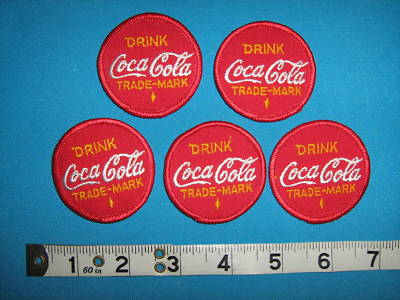 DRINK
Coca-Cola
TRADE-MARK
DRINK
Coca-Cola
TRADE-MARK
DRINK
Coca-Cola
TRADE-MARK
DRINK
Coca-Cola
TRADE-MARK
DRINK
Coca-Cola
TRADE-MARK
1 60 in 2 3 4 5 6 7